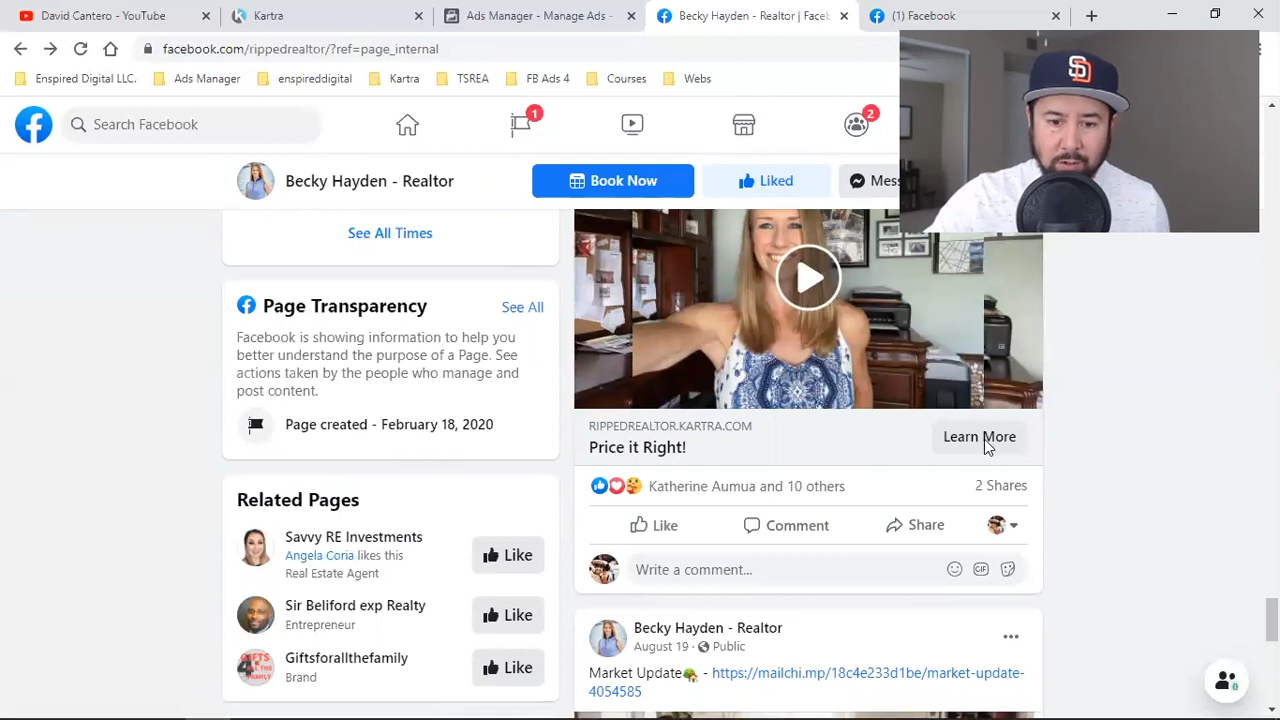 David Cantero - YouTube
Kartra
Ads Manager - Manage Ads -
Becky Hayden - Realtor | Faceb
(1) Facebook
facebook.com/rippedrealtor/?ref=page_internal
Enspired Digital LLC.
Ads Manager
enspireddigital
Kartra
TSREA
FB Ads 4
Courses
Webs
Search Facebook
1
2
SD
Becky Hayden - Realtor
Book Now
Liked
Mess
See All Times
Page Transparency
See All
Facebook is showing information to help you
better understand the purpose of a Page. See
actions taken by the people who manage and
post content.
Page created - February 18, 2020
Related Pages
Savvy RE Investments
Angela Coria likes this
Real Estate Agent
Like
Sir Beliford exp Realty
Entrepreneur
Like
Giftsforallthefamily
Brand
Like
RIPPEDREALTOR.KARTRA.COM
Price it Right!
Learn More
Katherine Aumua and 10 others
2 Shares
Like
Comment
Share
Write a comment...
GIF
Becky Hayden - Realtor
August 19 · Public
Market Update - https://mailchi.mp/18c4e233d1be/market-update-
4054585